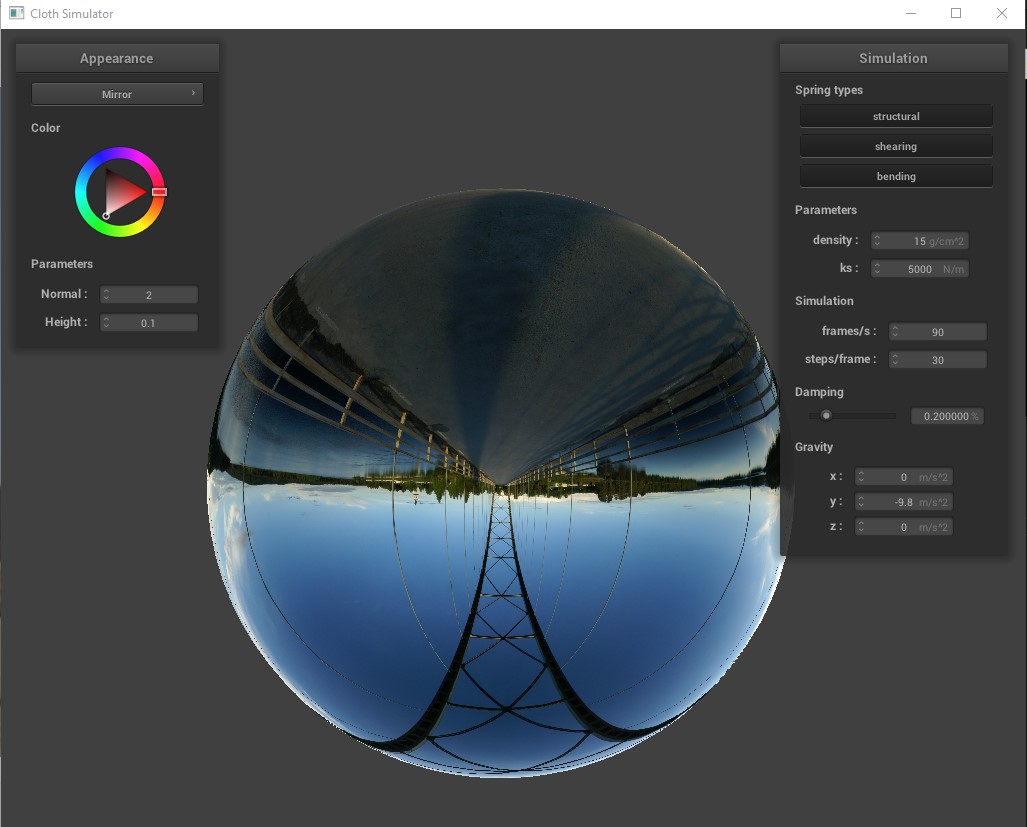 Cloth Simulator
Appearance
Mirror
Color
Parameters
Normal : 2
Height : 0.1
Simulation
Spring types
structural
shearing
bending
Parameters
density : 15 g/cm^2
ks : 5000 N/m
Simulation
frames/s : 90
steps/frame : 30
Damping
0.200000 %
Gravity
x : 0 m/s^2
y : -9.8 m/s^2
z : 0 m/s^2